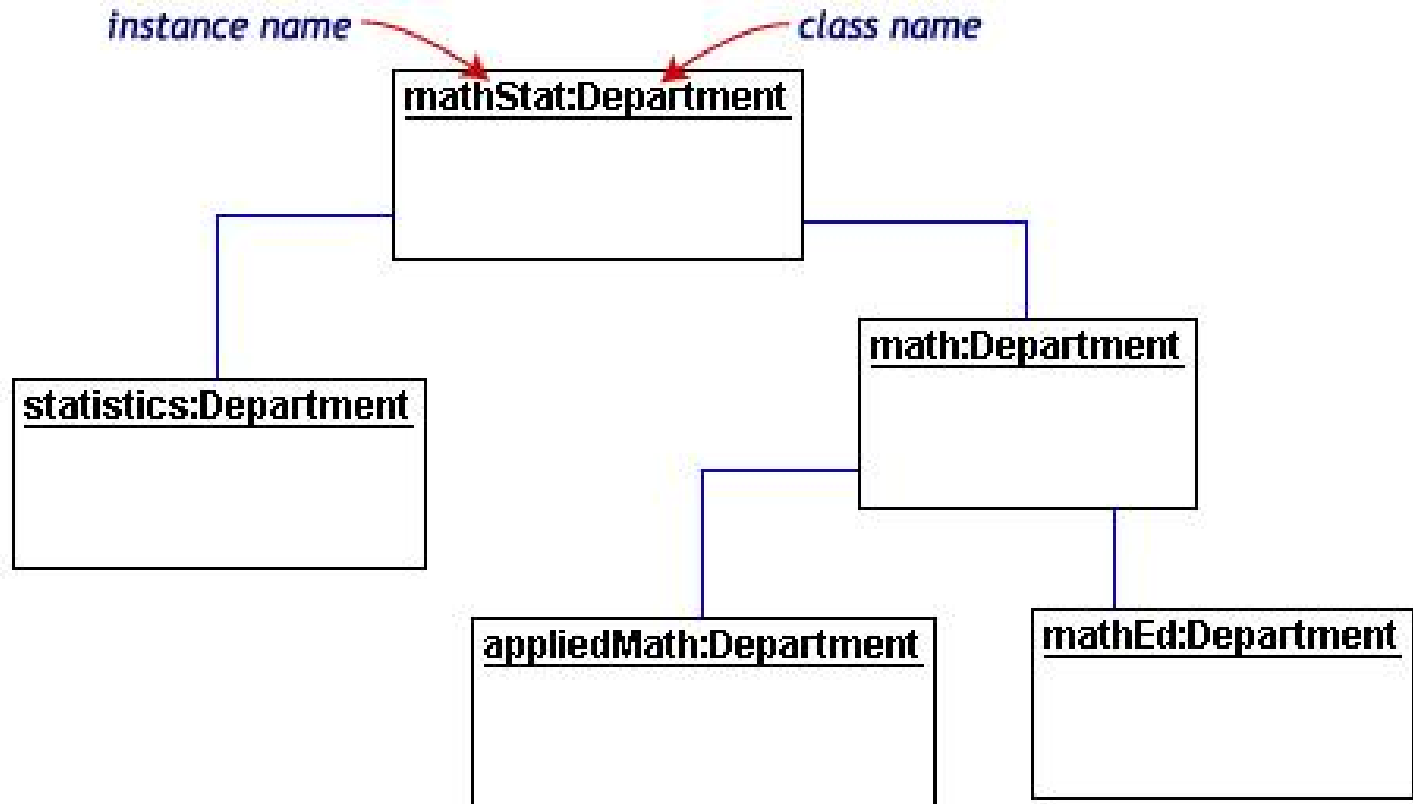 instance name
class name
mathStat:Department
math:Department
statistics:Department
appliedMath:Department
mathEd:Department